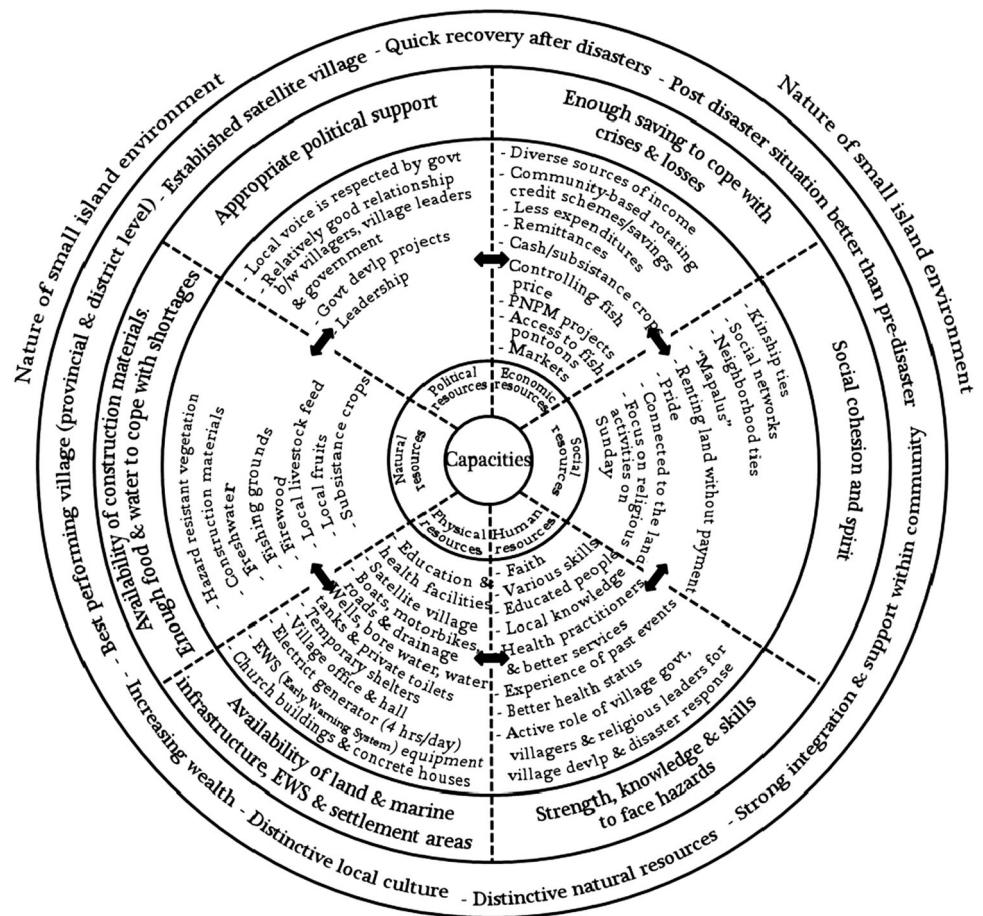 Nature of small island environment
Nature of small island environment
- Best performing village (provincial & district level) - Established satellite village - Quick recovery after disasters - Post disaster situation better than pre-disaster
- Increasing wealth - Distinctive local culture - Distinctive natural resources - Strong integration & support within community
Appropriate political support
- Local voice is respected by govt
- Relatively good relationship
b/w villagers, village leaders
& government
- Govt devlp projects
- Leadership
Enough saving to cope with
crises & losses
- Diverse sources of income
- Community-based rotating
credit schemes/savings
- Less expenditures
- Remittances
- Cash/subsistance crops
Controlling fish
price
- PNPM projects
- Access to fish
pontoons
- Markets
Social cohesion and spirit
- Kinship ties
- Social networks
- Neighborhood ties
- "Mapalus"
- Renting land without payment
- Pride
- Connected to the land
- Focus on religious
activities on
Sunday
Strength, knowledge & skills
to face hazards
- Faith
- Various skills
- Educated people
- Local knowledge
- Health practitioners
& better services
- Experience of past events
- Better health status
- Active role of village govt,
villagers & religious leaders for
village devlp & disaster response
Availability of land & marine
infrastructure, EWS & settlement areas
- Education &
health facilities
- Satellite village
- Boats, motorbikes,
roads & drainage
- Wells, bore water, water
tanks & private toilets
- Temporary shelters
- Village office & hall
- Electrict generator (4 hrs/day)
- EWS (Early Warning System) equipment
- Church buildings & concrete houses
Availability of construction materials.
Enough food & water to cope with shortages
- Hazard resistant vegetation
- Construction materials
- Freshwater
- Fishing grounds
- Firewood
- Local livestock feed
- Local fruits
- Subsistance crops
Political
resources
Economic
resources
Social
resources
Human
resources
Physical
resources
Natural
resources
Capacities